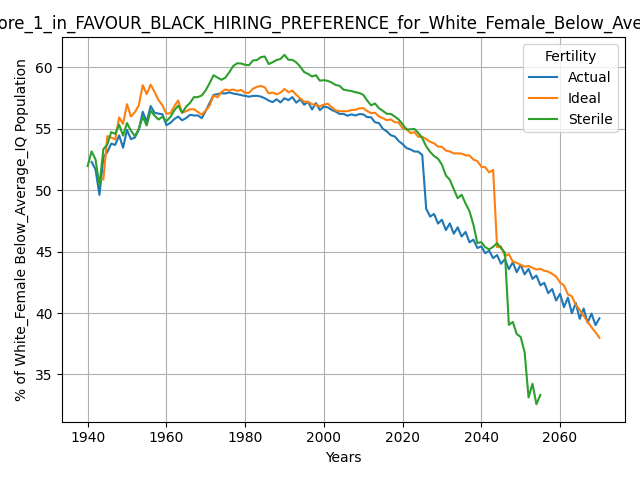 ore_1_in_FAVOUR_BLACK_HIRING_PREFERENCE_for_White_Female_Below_Ave
Fertility
Actual
Ideal
Sterile
% of White_Female Below_Average_IQ Population
60
55
50
45
40
35
1940
1960
1980
2000
2020
2040
2060
Years